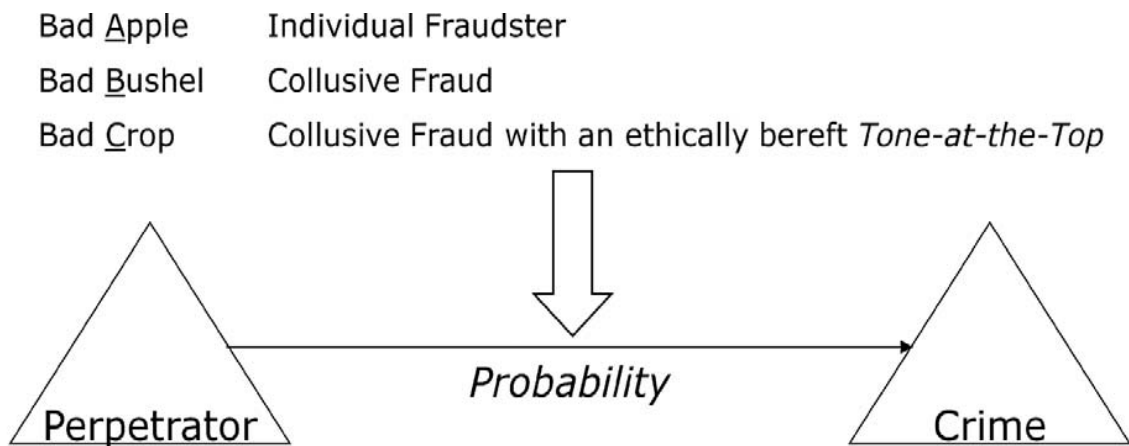 Bad Apple Individual Fraudster
Bad Bushel Collusive Fraud
Bad Crop Collusive Fraud with an ethically bereft Tone-at-the-Top
Probability
Perpetrator Crime